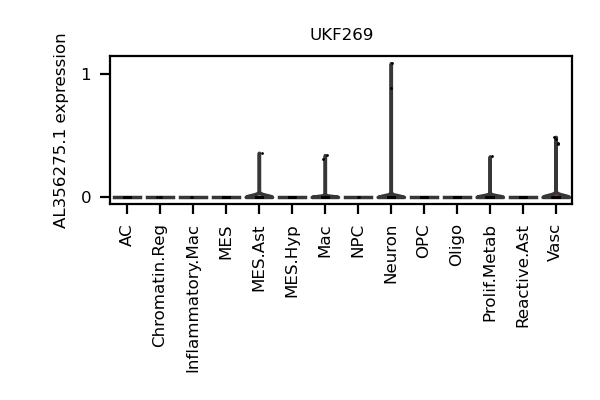 UKF269
AL356275.1 expression
1
0
AC
Chromatin.Reg
Inflammatory.Mac
MES
MES.Ast
MES.Hyp
Mac
NPC
Neuron
OPC
Oligo
Prolif.Metab
Reactive.Ast
Vasc